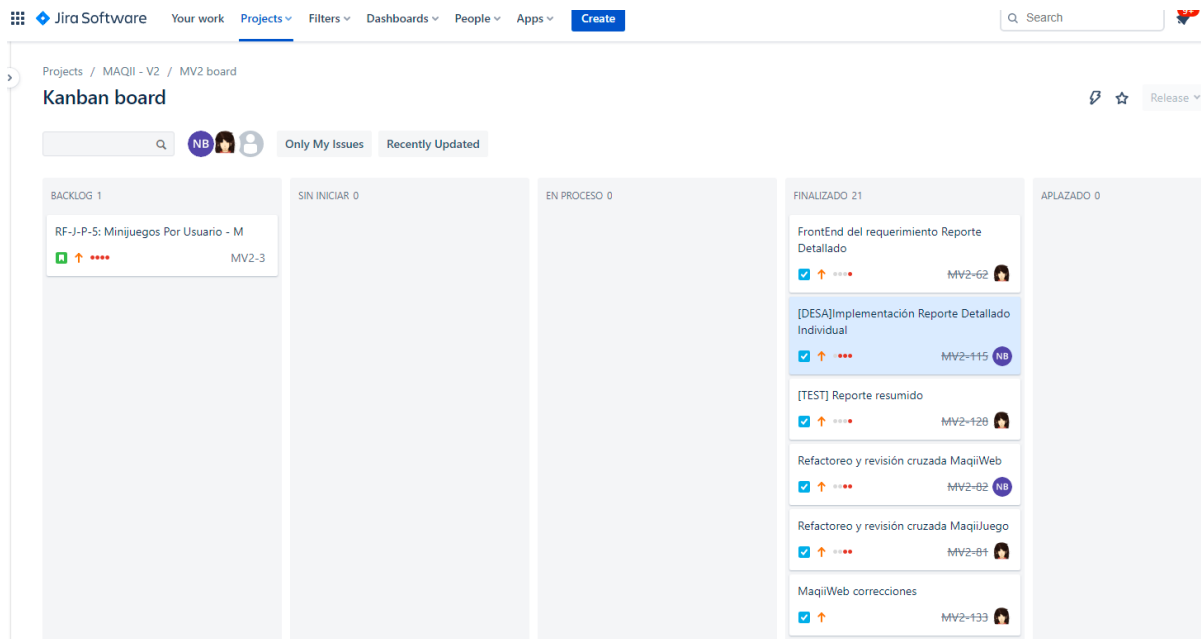 Jira Software Your work Projects Filters Dashboards People Apps Create Search
Projects / MAQII - V2 / MV2 board
Kanban board
Release
NB Only My Issues Recently Updated
BACKLOG 1
RF-J-P-5: Minijuegos Por Usuario - M
MV2-3
SIN INICIAR 0
EN PROCESO 0
FINALIZADO 21
FrontEnd del requerimiento Reporte
Detallado
MV2-62
[DESA]Implementación Reporte Detallado
Individual
MV2-115 NB
[TEST] Reporte resumido
MV2-128
Refactoreo y revisión cruzada MaqiiWeb
MV2-82 NB
Refactoreo y revisión cruzada MaqiiJuego
MV2-81
MaqiiWeb correcciones
MV2-133
APLAZADO 0